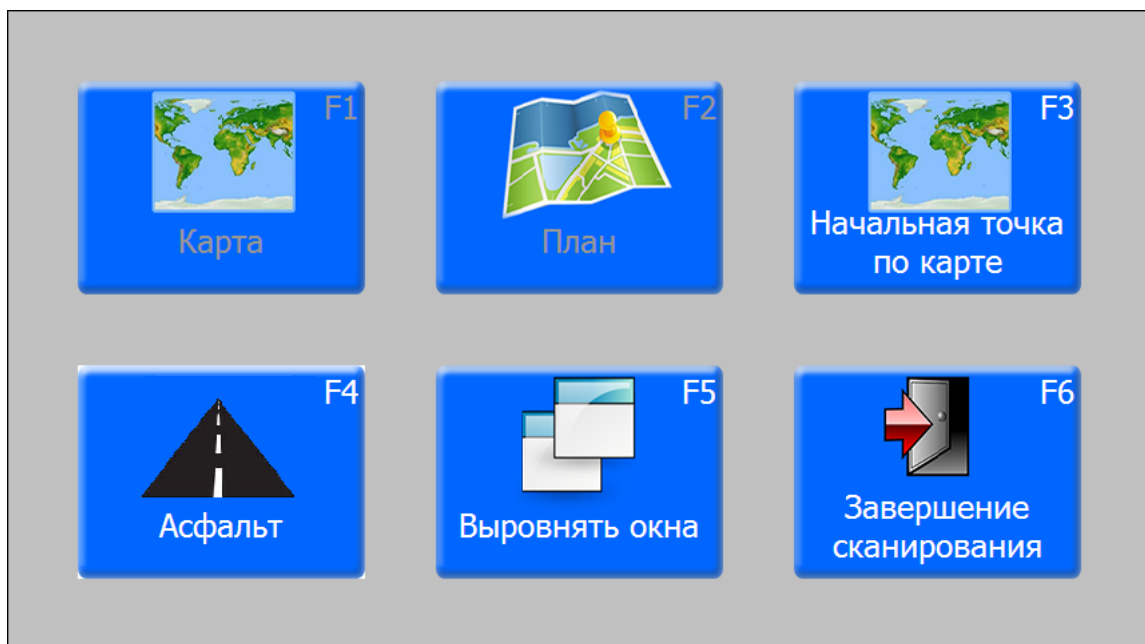 F1
Карта
F2
План
F3
Начальная точка
по карте
F4
Асфальт
F5
Выровнять окна
F6
Завершение
сканирования